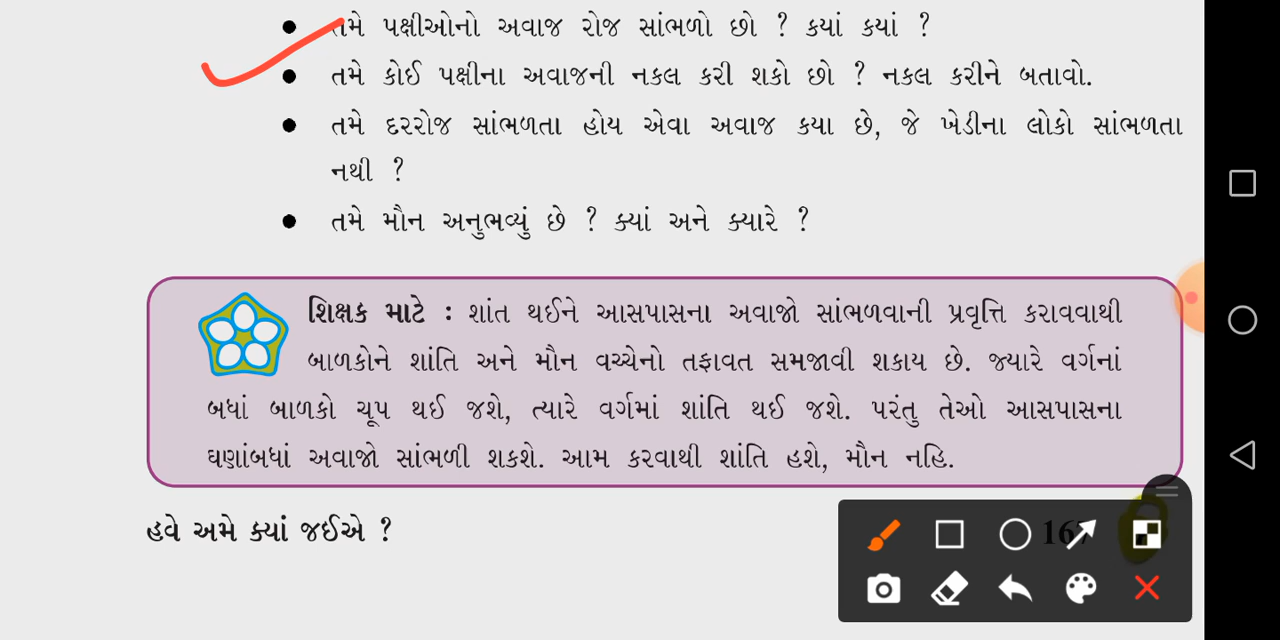 ● તમે પક્ષીઓનો અવાજ રોજ સાંભળો છો ? કયાં કયાં ?
● તમે કોઈ પક્ષીના અવાજની નકલ કરી શકો છો ? નકલ કરીને બતાવો.
● તમે દરરોજ સાંભળતા હોય એવા અવાજ કયા છે, જે ખેડીના લોકો સાંભળતા
નથી ?
● તમે મૌન અનુભવ્યું છે ? ક્યાં અને ક્યારે ?
શિક્ષક માટે : શાંત થઈને આસપાસના અવાજો સાંભળવાની પ્રવૃત્તિ કરાવવાથી
બાળકોને શાંતિ અને મૌન વચ્ચેનો તફાવત સમજાવી શકાય છે. જ્યારે વર્ગનાં
બધાં બાળકો ચૂપ થઈ જશે, ત્યારે વર્ગમાં શાંતિ થઈ જશે. પરંતુ તેઓ આસપાસના
ઘણાંબધાં અવાજો સાંભળી શકશે. આમ કરવાથી શાંતિ હશે, મૌન નહિ.
હવે અમે ક્યાં જઈએ ?